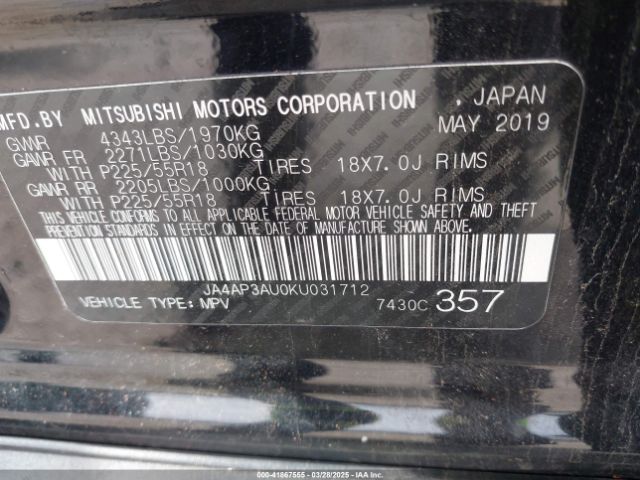 MFD.BY MITSUBISHI MOTORS CORPORATION , JAPAN
GVWR 4343LBS/1970KG MAY 2019
GAWR FR 2271LBS/1030KG
WITH P225/55R18 TIRES 18X7.0J RIMS
GAWR RR 2205LBS/1000KG
WITH P225/55R18 TIRES 18X7.0J RIMS
THIS VEHICLE CONFORMS TO ALL APPLICABLE FEDERAL MOTOR VEHICLE SAFETY AND THEFT
PREVENTION STANDARDS IN EFFECT ON THE DATE OF MANUFACTURE SHOWN ABOVE.
JA4AP3AU0KU031712
VEHICLE TYPE: MPV 7430C 357
000-41867555 | 03/28/2025 | IAAI.COM